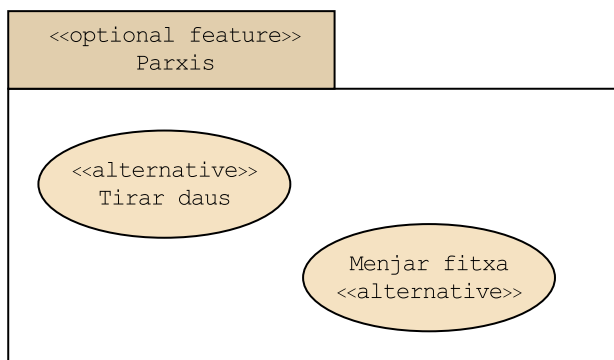 <<optional feature>>
Parxis
<<alternative>>
Tirar daus
Menjar fitxa
<<alternative>>